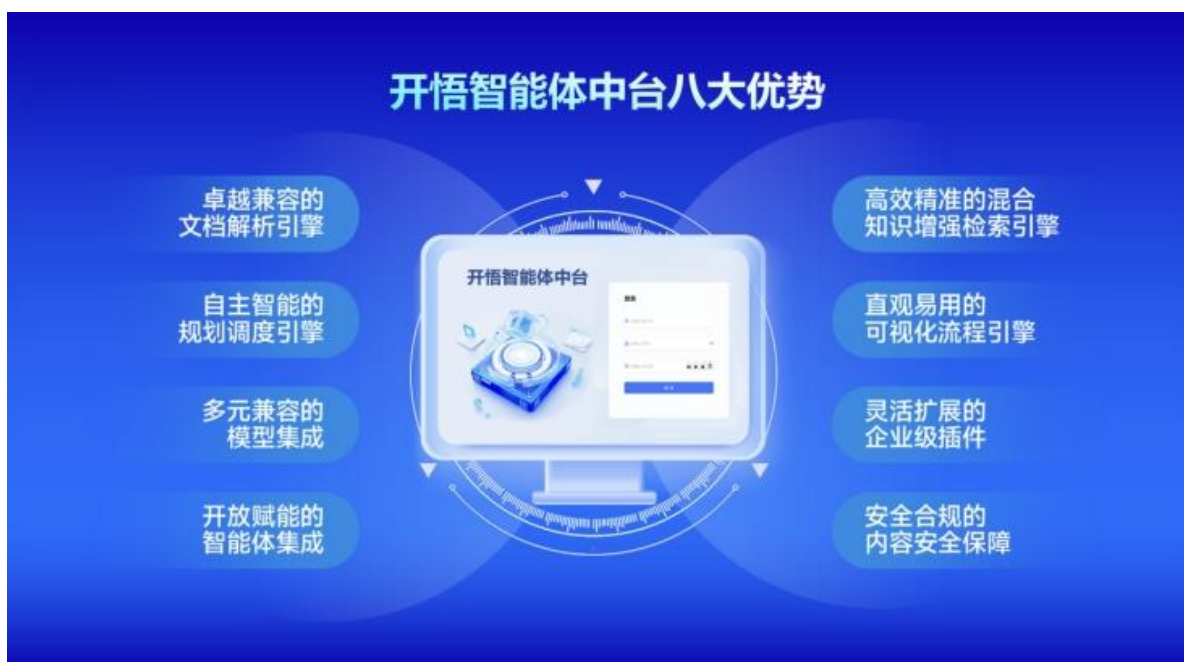 开悟智能体中台八大优势
卓越兼容的
文档解析引擎
自主智能的
规划调度引擎
多元兼容的
模型集成
开放赋能的
智能体集成
开悟智能体中台
高效精准的混合
知识增强检索引擎
直观易用的
可视化流程引擎
灵活扩展的
企业级插件
安全合规的
内容安全保障